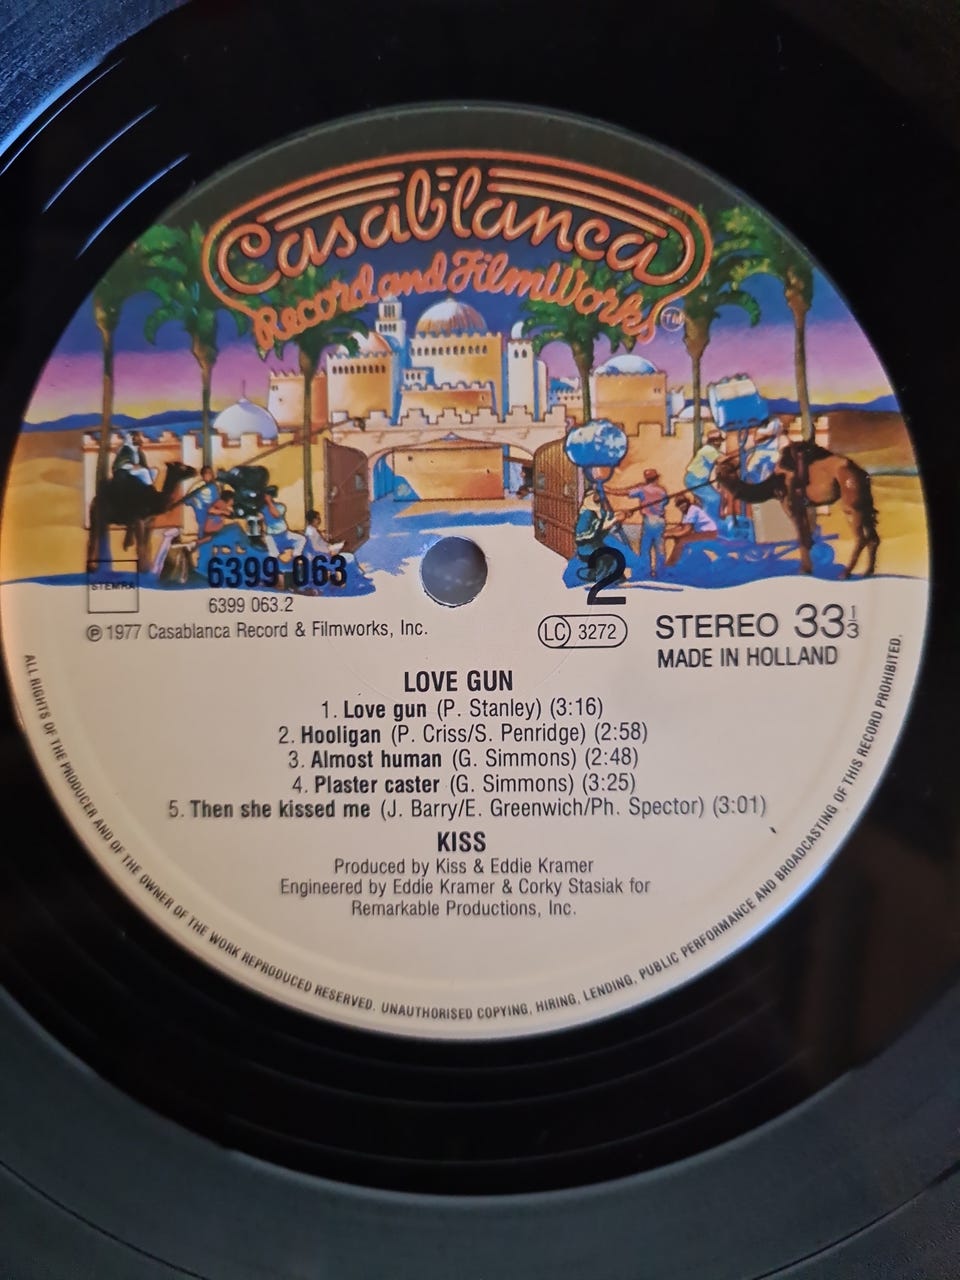 Casablanca
Record and FilmWorks TM
STEMRA
6399 063
6399 063.2
℗ 1977 Casablanca Record & Filmworks, Inc.
2
LC 3272
STEREO 33 1/3
MADE IN HOLLAND
LOVE GUN
1. Love gun (P. Stanley) (3:16)
2. Hooligan (P. Criss/S. Penridge) (2:58)
3. Almost human (G. Simmons) (2:48)
4. Plaster caster (G. Simmons) (3:25)
5. Then she kissed me (J. Barry/E. Greenwich/Ph. Spector) (3:01)
KISS
Produced by Kiss & Eddie Kramer
Engineered by Eddie Kramer & Corky Stasiak for
Remarkable Productions, Inc.
ALL RIGHTS OF THE PRODUCER AND OF THE OWNER OF THE WORK REPRODUCED RESERVED. UNAUTHORISED COPYING, HIRING, LENDING, PUBLIC PERFORMANCE AND BROADCASTING OF THIS RECORD PROHIBITED.